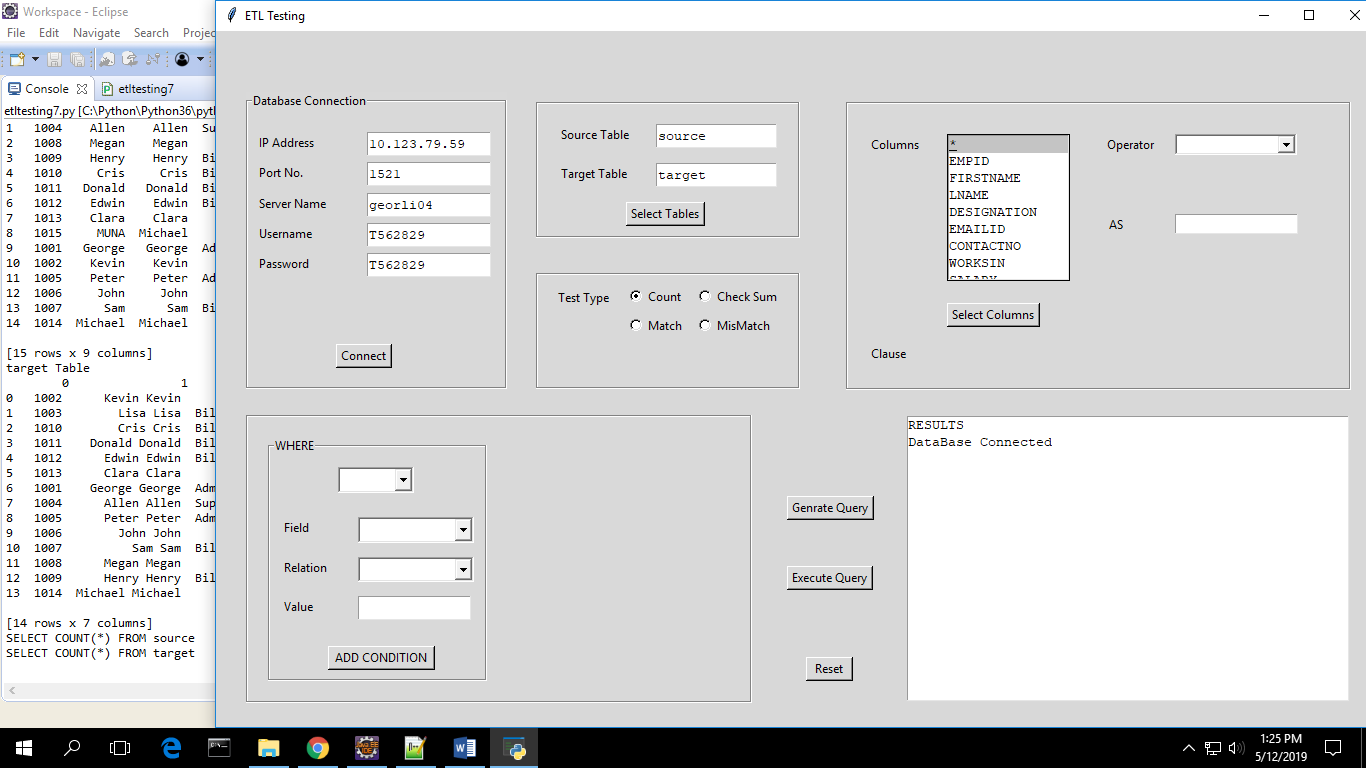 Workspace - Eclipse
File Edit Navigate Search Projec
Console etltesting7
etltesting7.py [C:\Python\Python36\pyth
1 1004 Allen Allen Su
2 1008 Megan Megan
3 1009 Henry Henry Bi
4 1010 Cris Cris Bi
5 1011 Donald Donald Bi
6 1012 Edwin Edwin Bi
7 1013 Clara Clara
8 1015 MUNA Michael
9 1001 George George Ad
10 1002 Kevin Kevin
11 1005 Peter Peter Ad
12 1006 John John
13 1007 Sam Sam Bi
14 1014 Michael Michael
[15 rows x 9 columns]
target Table
0 1
0 1002 Kevin Kevin
1 1003 Lisa Lisa Bil
2 1010 Cris Cris Bil
3 1011 Donald Donald Bil
4 1012 Edwin Edwin Bil
5 1013 Clara Clara
6 1001 George George Adm
7 1004 Allen Allen Sup
8 1005 Peter Peter Adm
9 1006 John John
10 1007 Sam Sam Bil
11 1008 Megan Megan
12 1009 Henry Henry Bil
13 1014 Michael Michael
[14 rows x 7 columns]
SELECT COUNT(*) FROM source
SELECT COUNT(*) FROM target
ETL Testing
Database Connection
IP Address 10.123.79.59
Port No. 1521
Server Name georli04
Username T562829
Password T562829
Connect
Source Table source
Target Table target
Select Tables
Test Type Count Check Sum
Match MisMatch
Columns
*
EMPID
FIRSTNAME
LNAME
DESIGNATION
EMAILID
CONTACTNO
WORKSIN
SALARY
Operator
AS
Select Columns
Clause
WHERE
Field
Relation
Value
ADD CONDITION
Genrate Query
Execute Query
Reset
RESULTS
DataBase Connected
1:25 PM
5/12/2019